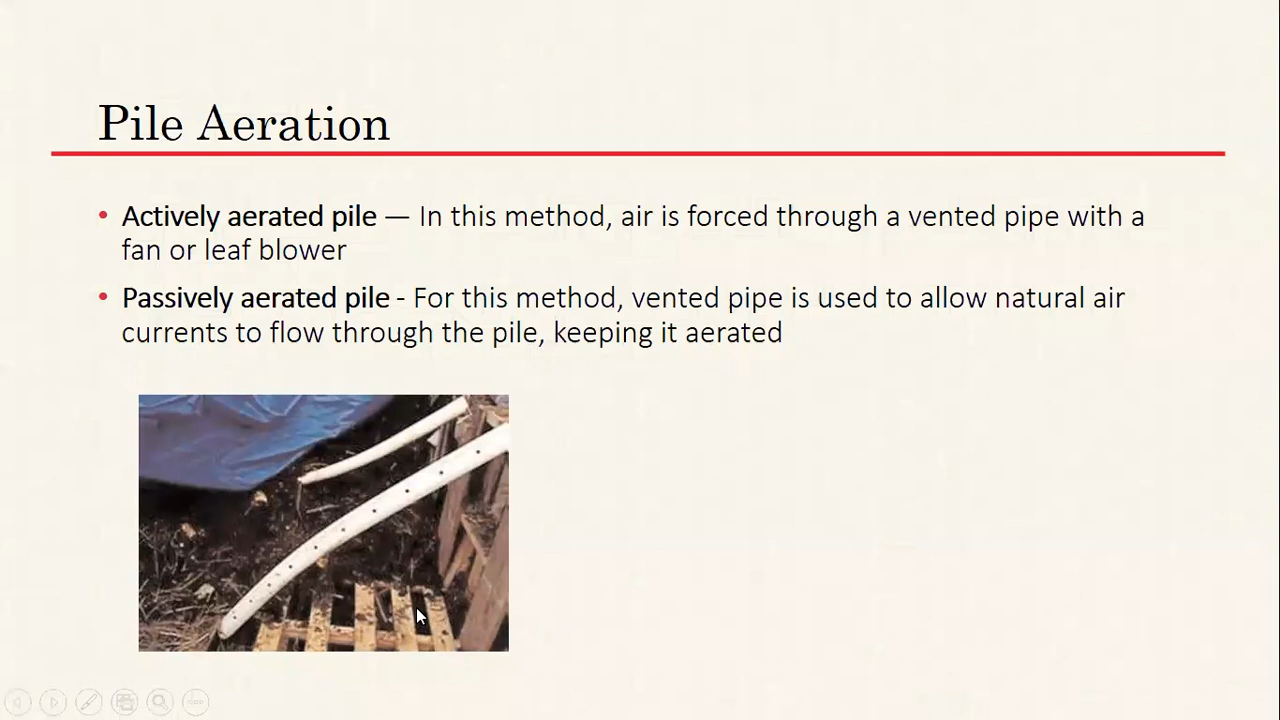 Pile Aeration
• Actively aerated pile — In this method, air is forced through a vented pipe with a
fan or leaf blower
• Passively aerated pile - For this method, vented pipe is used to allow natural air
currents to flow through the pile, keeping it aerated